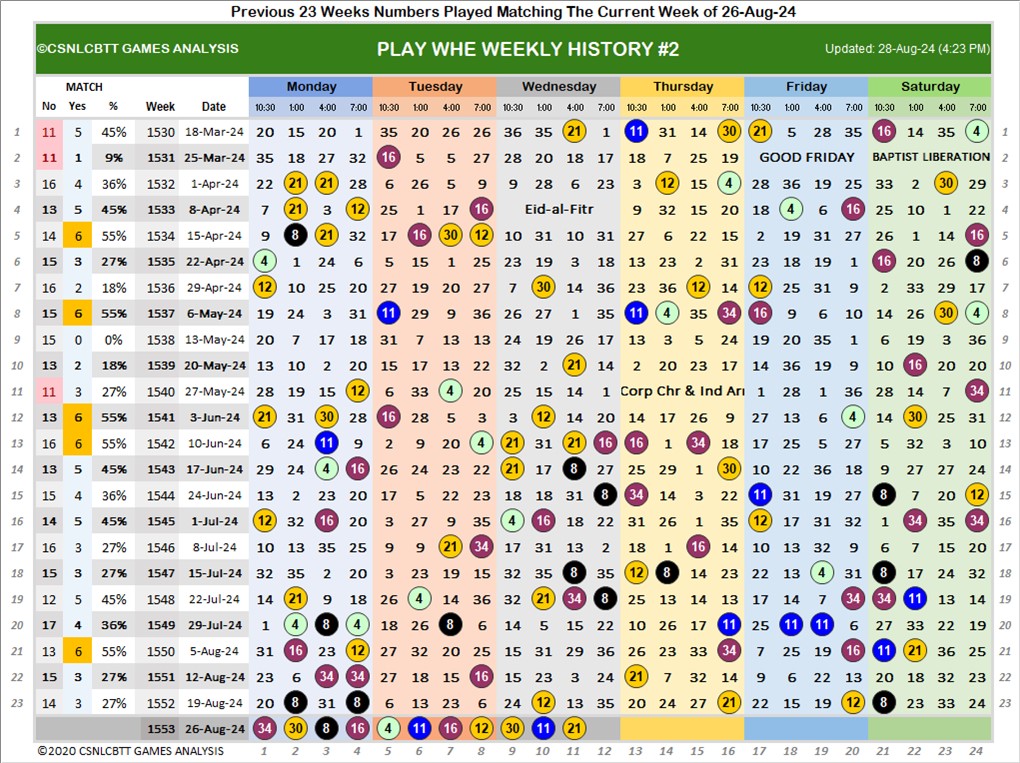 Previous 23 Weeks Numbers Played Matching The Current Week of 26-Aug-24
©CSNLCBTT GAMES ANALYSIS PLAY WHE WEEKLY HISTORY #2 Updated: 28-Aug-24 (4:23 PM)
MATCH Monday Tuesday Wednesday Thursday Friday Saturday
No Yes % Week Date 10:30 1:00 4:00 7:00 10:30 1:00 4:00 7:00 10:30 1:00 4:00 7:00 10:30 1:00 4:00 7:00 10:30 1:00 4:00 7:00 10:30 1:00 4:00 7:00
1 11 5 45% 1530 18-Mar-24 20 15 20 1 35 20 26 26 36 35 21 1 11 31 14 30 21 5 28 35 16 14 35 4 1
2 11 1 9% 1531 25-Mar-24 35 18 27 32 16 5 5 27 28 20 18 17 18 7 25 19 GOOD FRIDAY BAPTIST LIBERATION 2
3 16 4 36% 1532 1-Apr-24 22 21 21 28 6 26 5 9 9 28 6 23 3 12 15 4 28 36 19 25 33 2 30 29 3
4 13 5 45% 1533 8-Apr-24 7 21 3 12 25 1 17 16 Eid-al-Fitr 9 32 15 20 18 4 6 16 25 10 1 22 4
5 14 6 55% 1534 15-Apr-24 9 8 21 32 17 16 30 12 10 31 10 31 27 6 22 15 2 19 31 27 26 1 14 16 5
6 15 3 27% 1535 22-Apr-24 4 1 24 6 5 15 1 25 23 19 3 18 13 23 2 31 23 18 19 1 16 20 26 8 6
7 16 2 18% 1536 29-Apr-24 12 10 25 20 27 19 20 27 7 30 14 36 23 36 12 14 12 25 31 9 2 33 29 17 7
8 15 6 55% 1537 6-May-24 19 24 3 31 11 29 9 36 26 27 1 35 11 4 35 34 16 9 6 10 14 26 30 4 8
9 15 0 0% 1538 13-May-24 20 7 17 18 31 7 13 13 24 19 26 17 13 3 5 24 19 20 35 1 6 19 3 36 9
10 13 2 18% 1539 20-May-24 13 10 2 20 15 17 13 22 32 2 21 14 2 20 23 17 14 36 19 9 10 16 20 20 10
11 11 3 27% 1540 27-May-24 28 19 15 12 6 33 4 20 25 15 14 1 Corp Chr & Ind Arr 1 28 1 36 28 14 7 34 11
12 13 6 55% 1541 3-Jun-24 21 31 30 28 16 28 5 3 3 12 14 20 14 17 26 9 27 13 5 4 14 30 25 31 12
13 16 6 55% 1542 10-Jun-24 6 24 11 9 2 9 20 4 21 31 21 16 16 1 34 18 17 25 5 27 5 32 3 10 13
14 13 5 45% 1543 17-Jun-24 29 24 4 16 26 24 23 22 21 17 8 9 25 29 1 30 10 22 36 18 9 27 27 24 14
15 15 4 36% 1544 24-Jun-24 13 2 23 20 17 5 22 23 18 18 31 8 34 14 3 22 11 31 19 27 8 7 20 12 15
16 14 5 45% 1545 1-Jul-24 12 32 16 20 3 27 9 35 4 16 18 22 31 26 1 35 12 17 31 32 1 34 35 34 16
17 16 3 27% 1546 8-Jul-24 10 13 35 25 9 9 21 34 17 31 13 2 18 1 16 14 10 13 32 9 6 7 15 20 17
18 15 3 27% 1547 15-Jul-24 32 35 2 20 3 23 19 15 32 35 8 35 12 8 14 23 22 13 4 31 8 17 24 32 18
19 12 5 45% 1548 22-Jul-24 14 21 9 18 26 4 14 36 32 21 34 8 25 13 14 13 17 14 7 34 34 11 13 14 19
20 17 4 36% 1549 29-Jul-24 1 4 8 4 18 26 8 6 14 5 15 22 10 26 17 11 25 11 11 6 27 33 22 19 20
21 13 6 55% 1550 5-Aug-24 31 16 23 12 27 32 20 25 15 31 29 36 26 23 33 34 7 25 19 16 11 21 36 25 21
22 15 3 27% 1551 12-Aug-24 23 6 34 34 27 18 15 16 15 23 3 24 21 7 32 14 9 6 22 13 20 18 32 23 22
23 14 3 27% 1552 19-Aug-24 20 8 31 8 6 13 23 6 24 12 13 35 20 24 27 21 22 15 19 12 8 23 33 24 23
1553 26-Aug-24 34 30 8 16 4 11 16 12 30 11 21
©2020 CSNLCBTT GAMES ANALYSIS 1 2 3 4 5 6 7 8 9 10 11 12 13 14 15 16 17 18 19 20 21 22 23 24